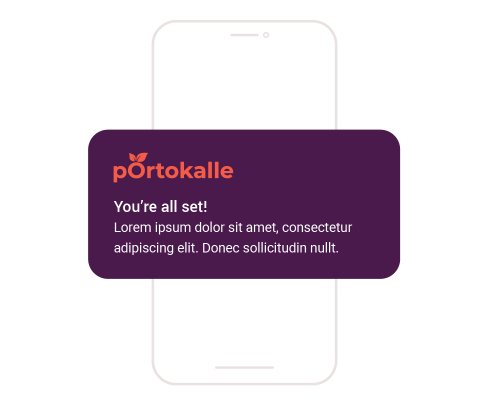 portokalle
You’re all set!
Lorem ipsum dolor sit amet, consectetur
adipiscing elit. Donec sollicitudin nullt.